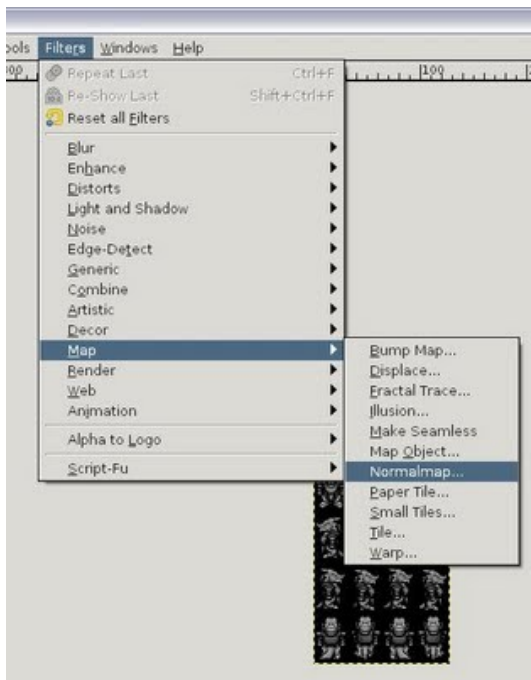 ools Filters Windows Help
100
Repeat Last Ctrl+F
Re-Show Last Shift+Ctrl+F
Reset all Filters
Blur
Enhance
Distorts
Light and Shadow
Noise
Edge-Detect
Generic
Combine
Artistic
Decor
Map
Render
Web
Animation
Alpha to Logo
Script-Fu
Bump Map...
Displace...
Fractal Trace...
Illusion...
Make Seamless
Map Object...
Normalmap...
Paper Tile...
Small Tiles...
Tile...
Warp...